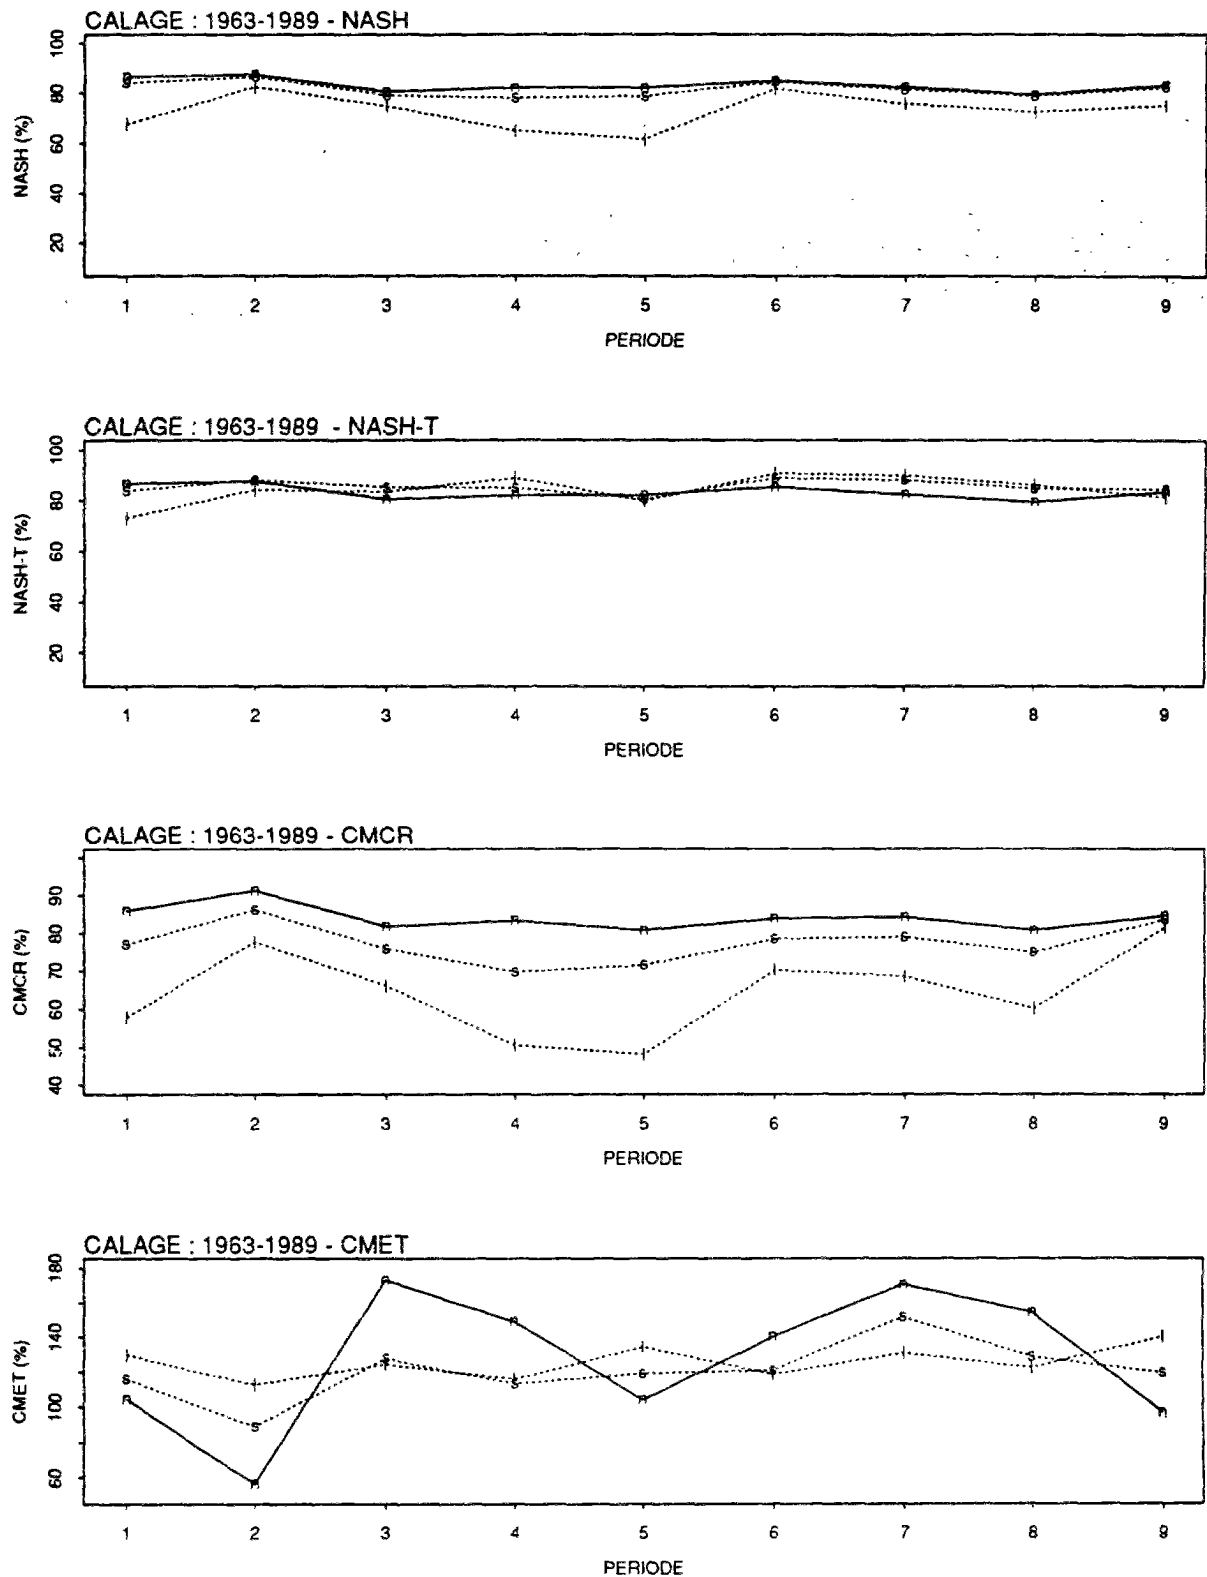 CALAGE : 1963-1989 - NASH
NASH (%)
100
80
60
40
20
1 2 3 4 5 6 7 8 9
PERIODE
CALAGE : 1963-1989 - NASH-T
NASH-T (%)
100
80
60
40
20
1 2 3 4 5 6 7 8 9
PERIODE
CALAGE : 1963-1989 - CMCR
CMCR (%)
90
80
70
60
50
40
1 2 3 4 5 6 7 8 9
PERIODE
CALAGE : 1963-1989 - CMET
CMET (%)
180
140
100
60
1 2 3 4 5 6 7 8 9
PERIODE